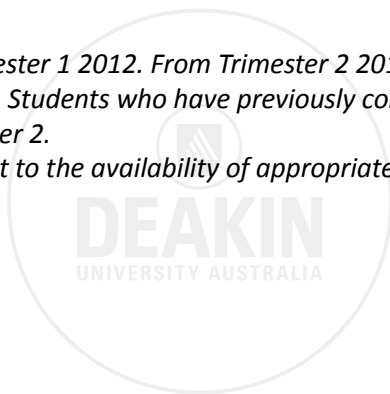 ester 1 2012. From Trimester 2 201
. Students who have previously co
er 2.
t to the availability of appropriate
DEAKIN
UNIVERSITY AUSTRALIA